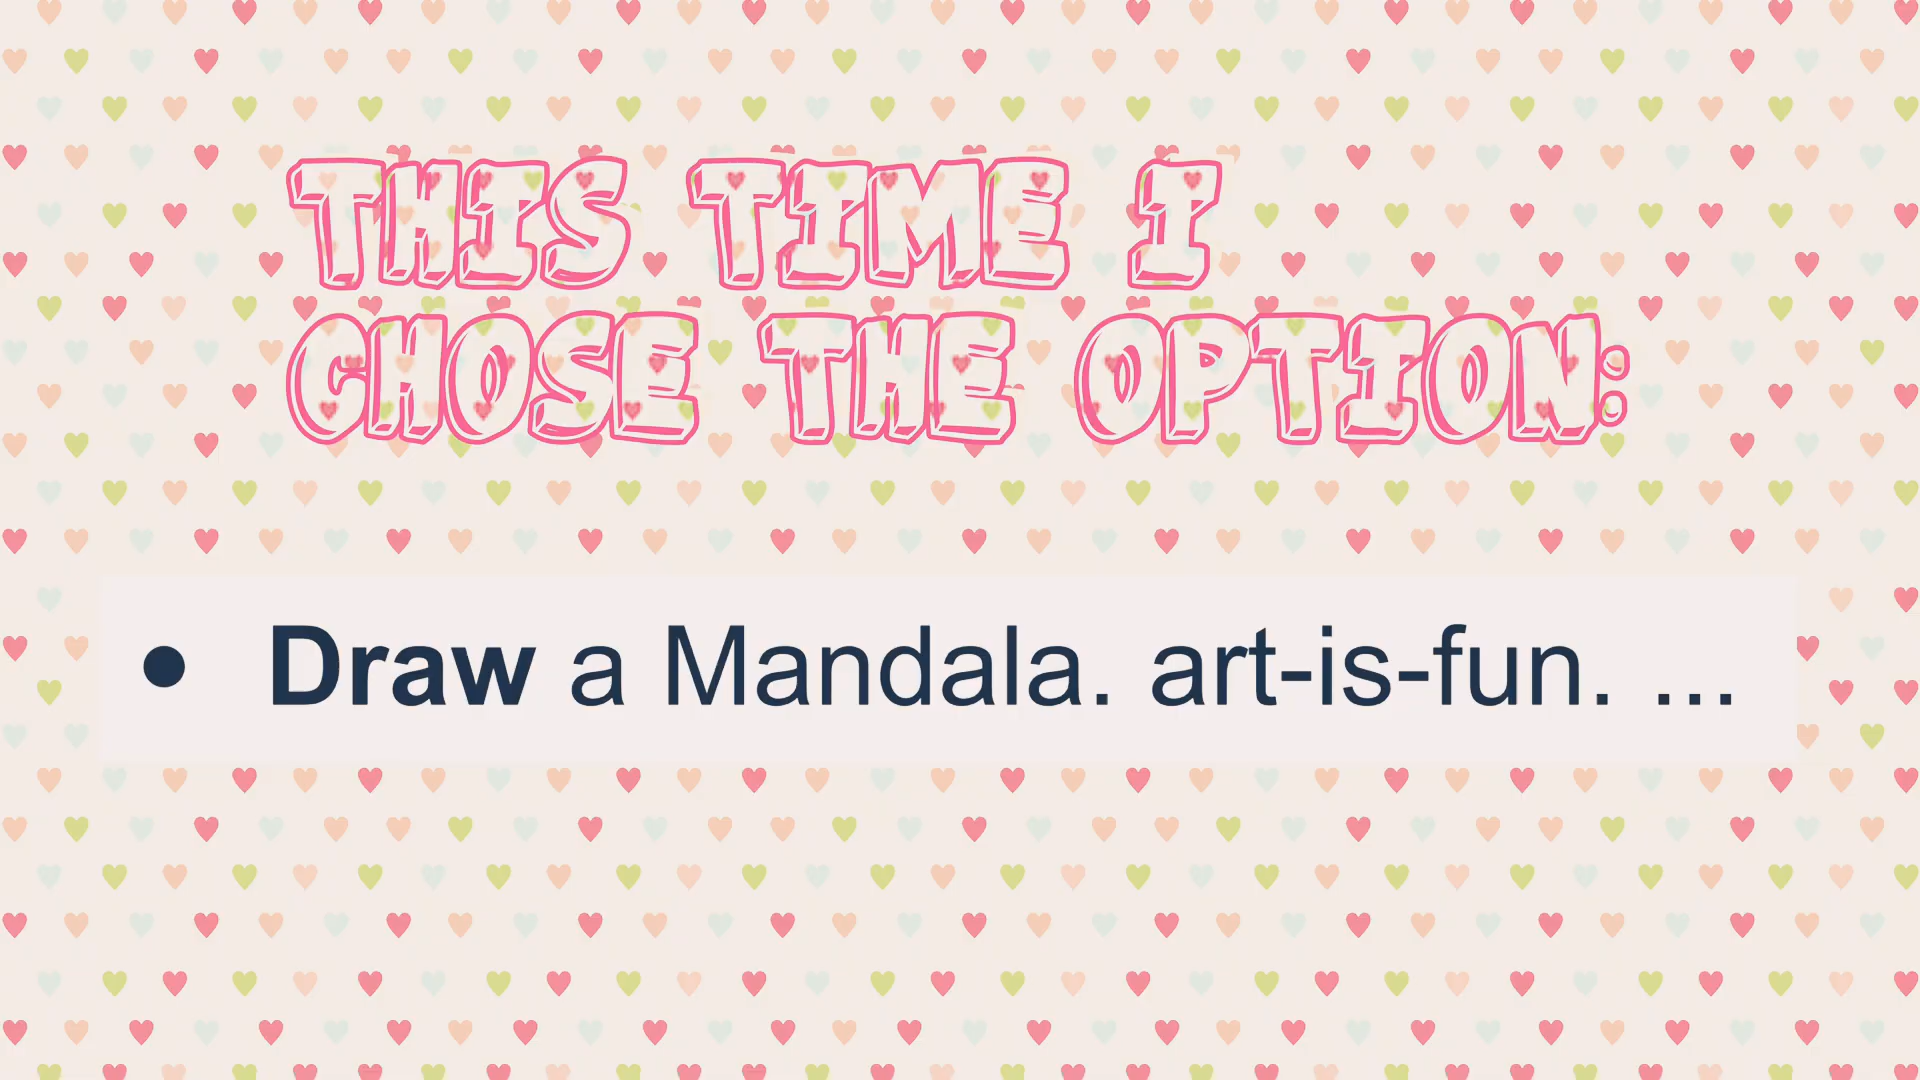 THIS TIME I
CHOSE THE OPTION:
• Draw a Mandala. art-is-fun. ...